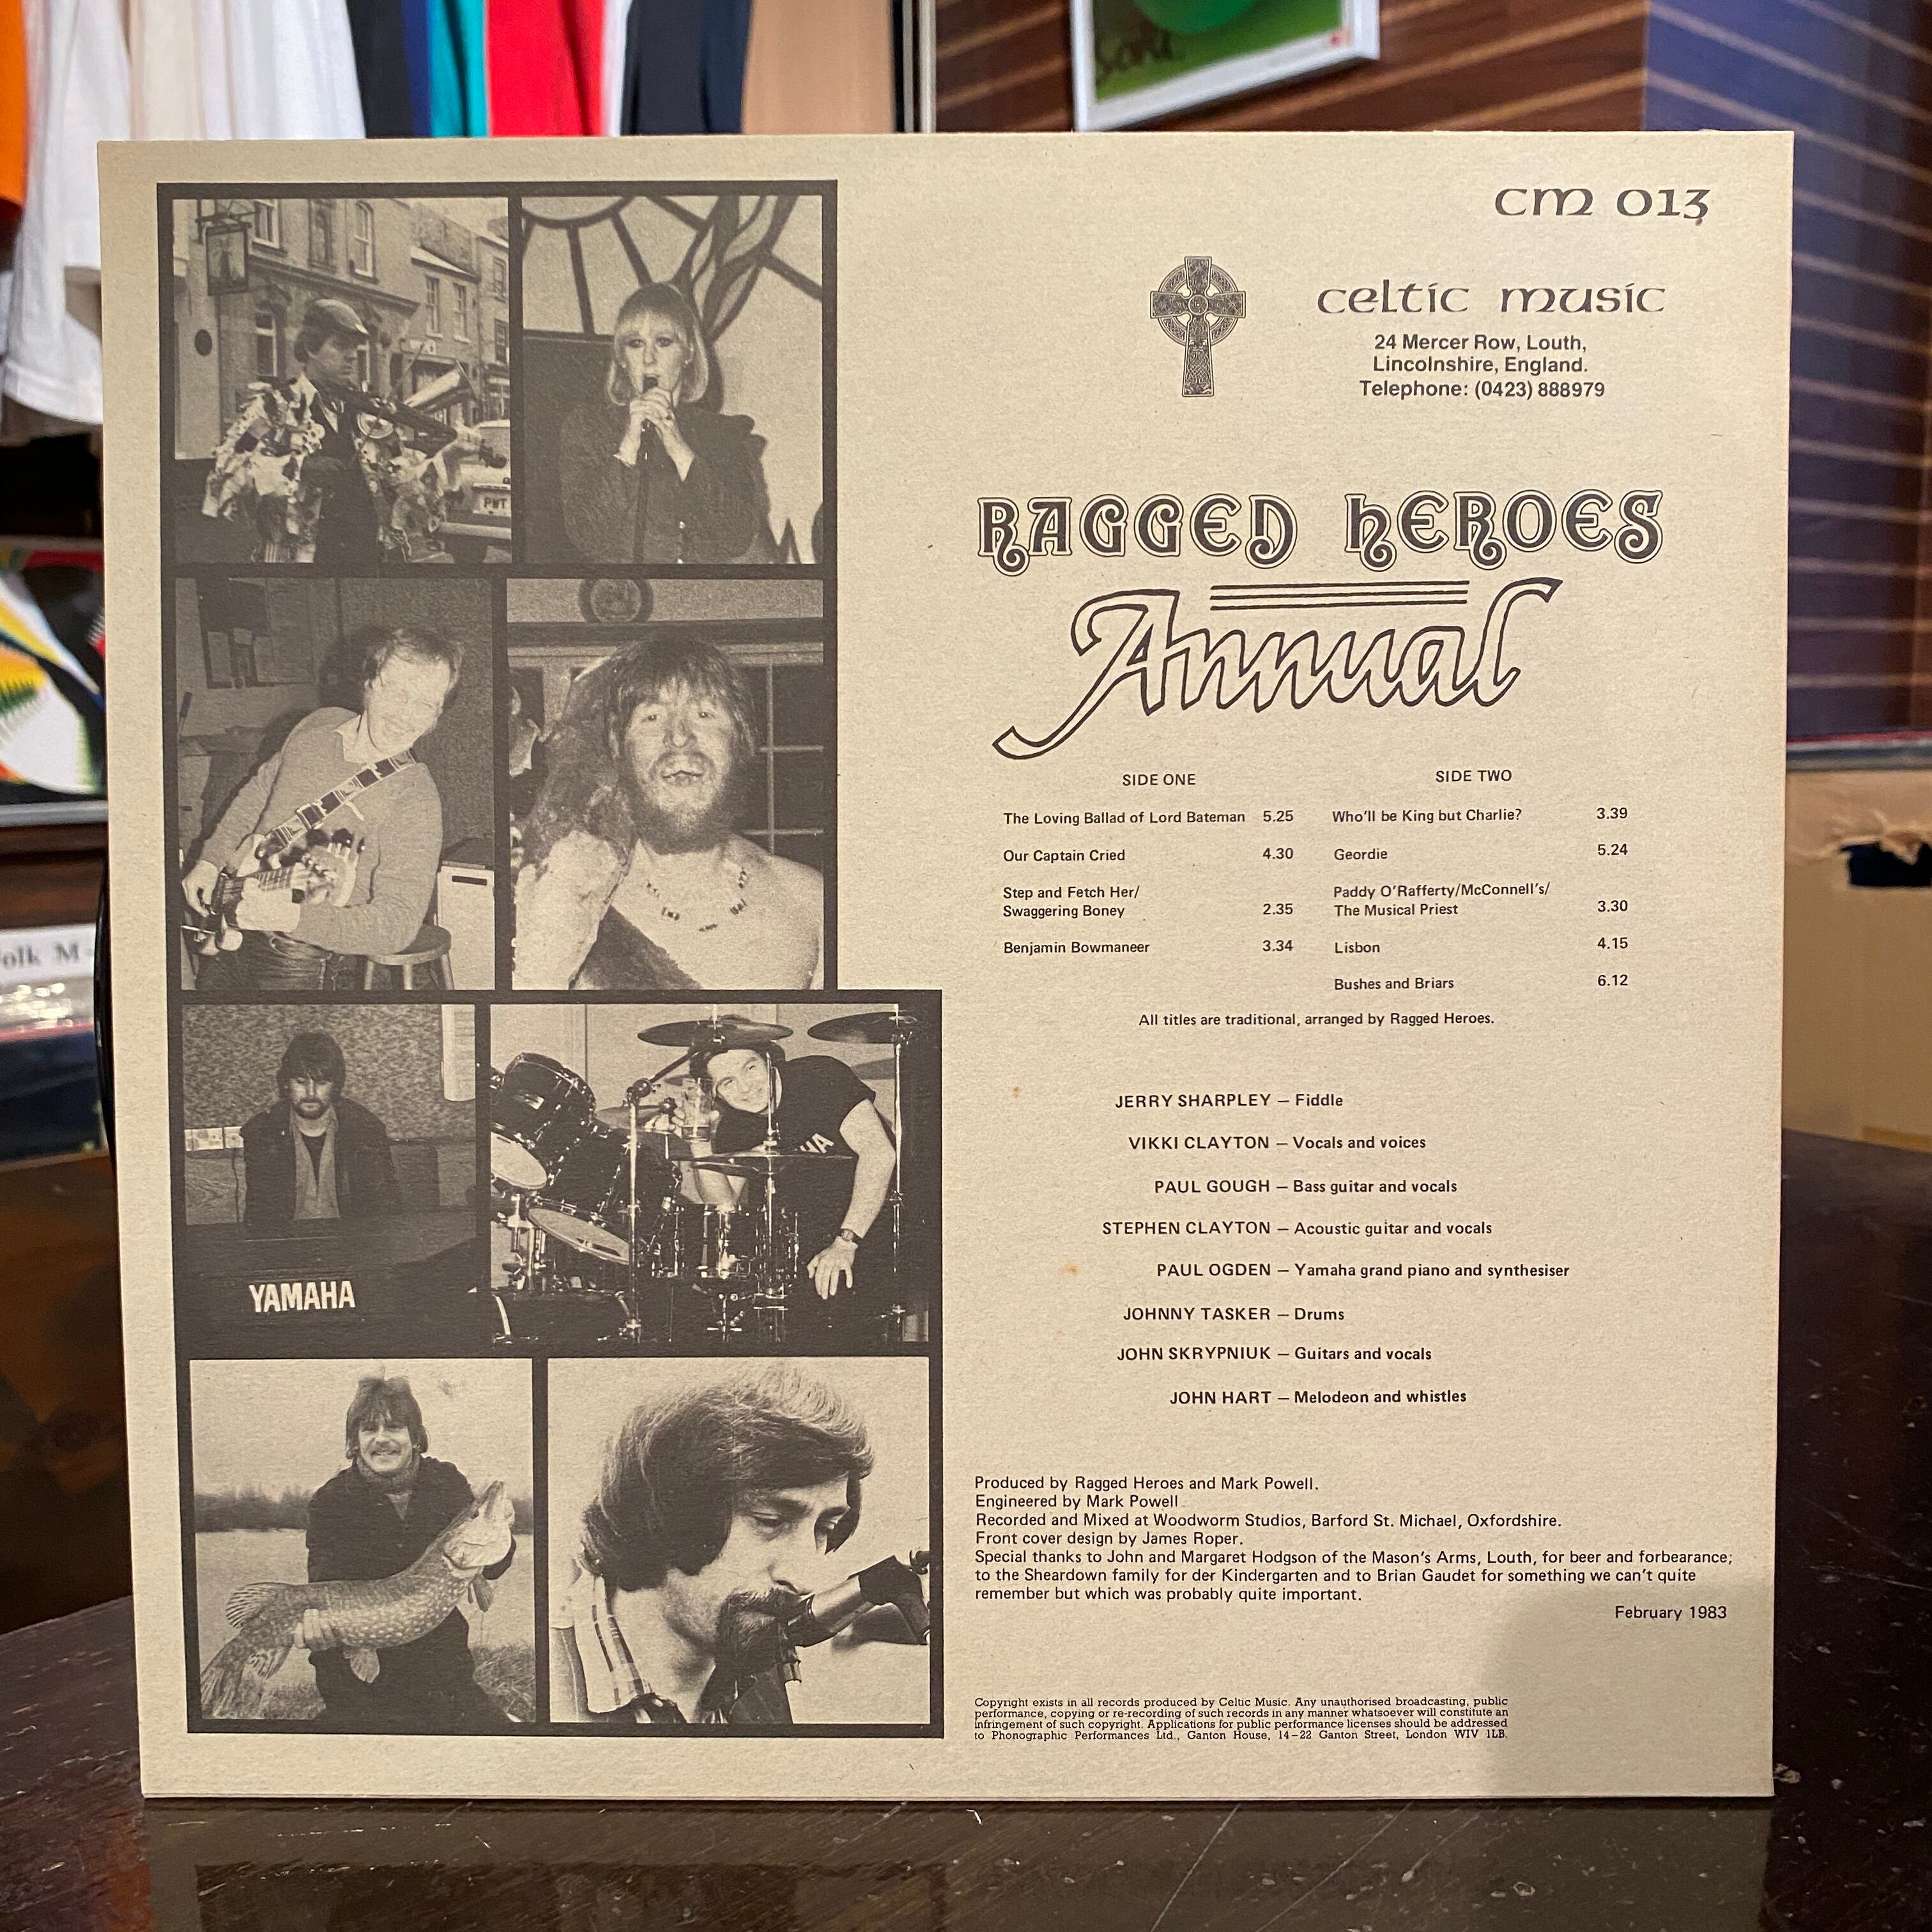 CM 013
Celtic Music
24 Mercer Row, Louth,
Lincolnshire, England.
Telephone: (0423) 888979
RAGGED HEROES
Annual
SIDE ONE
The Loving Ballad of Lord Bateman 5.25
Our Captain Cried 4.30
Step and Fetch Her/
Swaggering Boney 2.35
Benjamin Bowmaneer 3.34
SIDE TWO
Who'll be King but Charlie? 3.39
Geordie 5.24
Paddy O'Rafferty/McConnell's/
The Musical Priest 3.30
Lisbon 4.15
Bushes and Briars 6.12
All titles are traditional, arranged by Ragged Heroes.
JERRY SHARPLEY – Fiddle
VIKKI CLAYTON – Vocals and voices
PAUL GOUGH – Bass guitar and vocals
STEPHEN CLAYTON – Acoustic guitar and vocals
PAUL OGDEN – Yamaha grand piano and synthesiser
JOHNNY TASKER – Drums
JOHN SKRYPNIUK – Guitars and vocals
JOHN HART – Melodeon and whistles
Produced by Ragged Heroes and Mark Powell.
Engineered by Mark Powell
Recorded and Mixed at Woodworm Studios, Barford St. Michael, Oxfordshire.
Front cover design by James Roper.
Special thanks to John and Margaret Hodgson of the Mason's Arms, Louth, for beer and forbearance;
to the Sheardown family for der Kindergarten and to Brian Gaudet for something we can't quite
remember but which was probably quite important.
February 1983
Copyright exists in all records produced by Celtic Music. Any unauthorised broadcasting, public
performance, copying or re-recording of such records in any manner whatsoever will constitute an
infringement of such copyright. Applications for public performance licenses should be addressed
to Phonographic Performances Ltd., Ganton House, 14–22 Ganton Street, London WIV 1LB.
YAMAHA